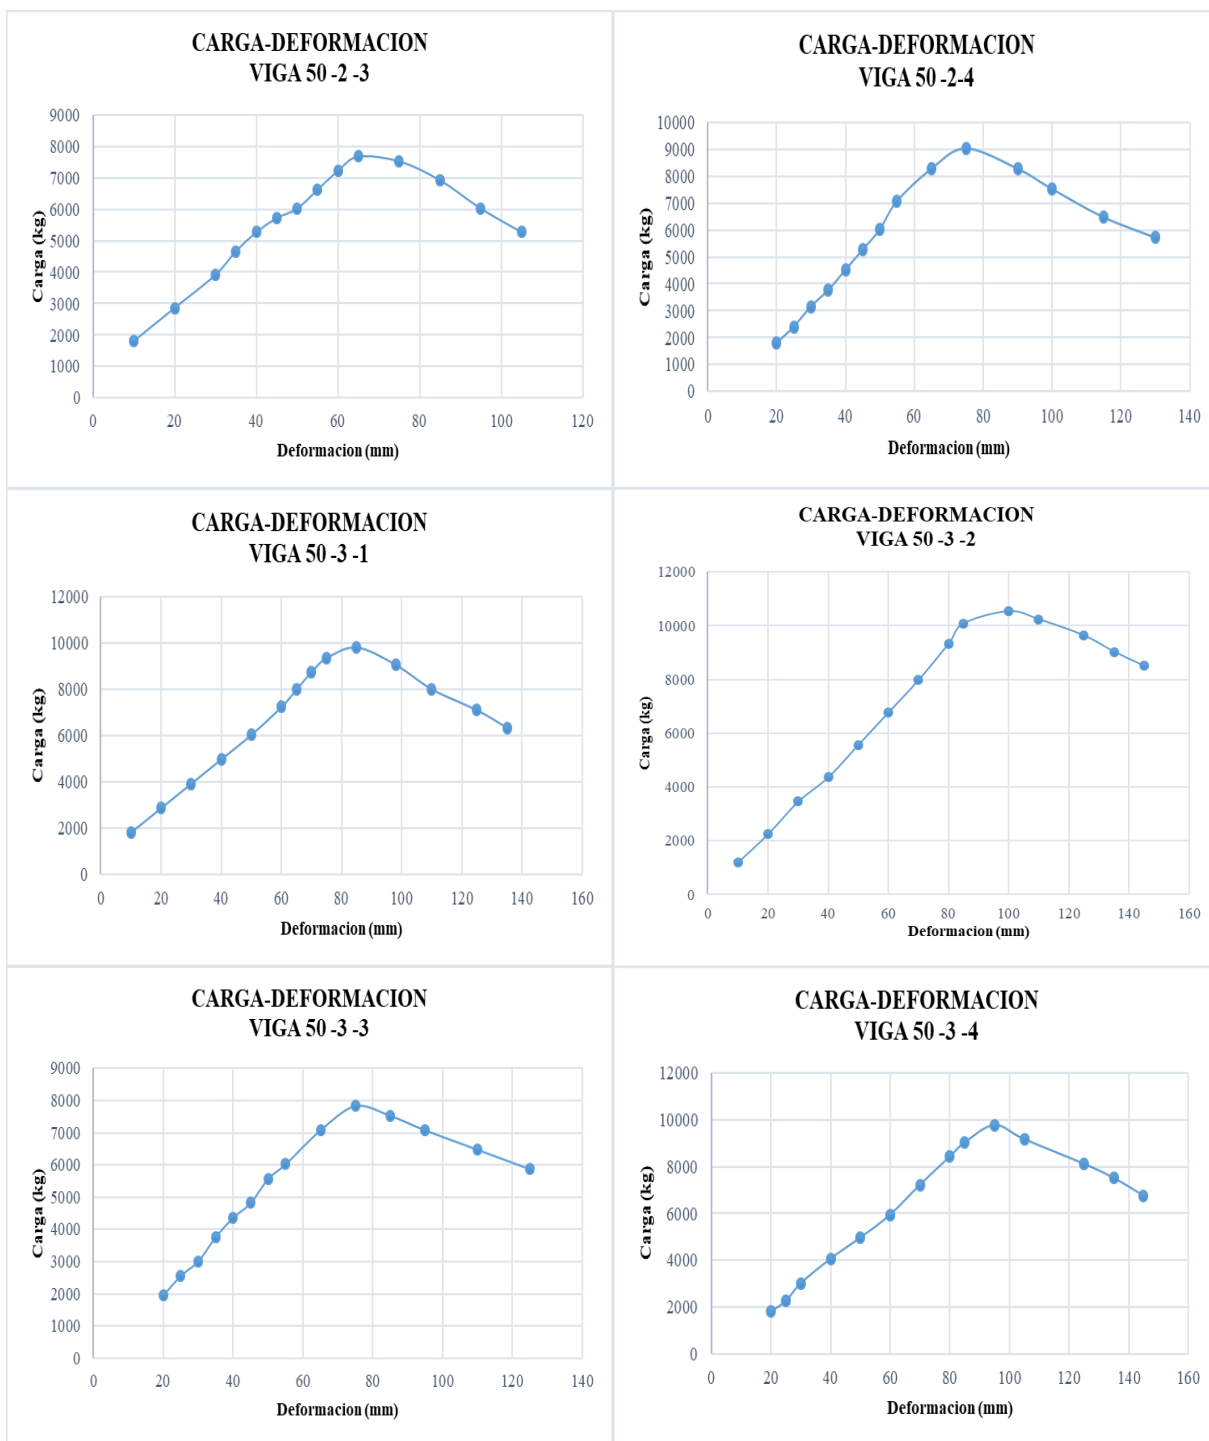 CARGA-DEFORMACION
VIGA 50 -2 -3
9000
8000
7000
6000
5000
4000
3000
2000
1000
0
Carga (kg)
0 20 40 60 80 100 120
Deformacion (mm)
CARGA-DEFORMACION
VIGA 50 -2-4
10000
9000
8000
7000
6000
5000
4000
3000
2000
1000
0
Carga (kg)
0 20 40 60 80 100 120 140
Deformacion (mm)
CARGA-DEFORMACION
VIGA 50 -3 -1
12000
10000
8000
6000
4000
2000
0
Carga (kg)
0 20 40 60 80 100 120 140 160
Deformacion (mm)
CARGA-DEFORMACION
VIGA 50 -3 -2
12000
10000
8000
6000
4000
2000
0
Carga (kg)
0 20 40 60 80 100 120 140 160
Deformacion (mm)
CARGA-DEFORMACION
VIGA 50 -3 -3
9000
8000
7000
6000
5000
4000
3000
2000
1000
0
Carga (kg)
0 20 40 60 80 100 120 140
Deformacion (mm)
CARGA-DEFORMACION
VIGA 50 -3 -4
12000
10000
8000
6000
4000
2000
0
Carga (kg)
0 20 40 60 80 100 120 140 160
Deformacion (mm)